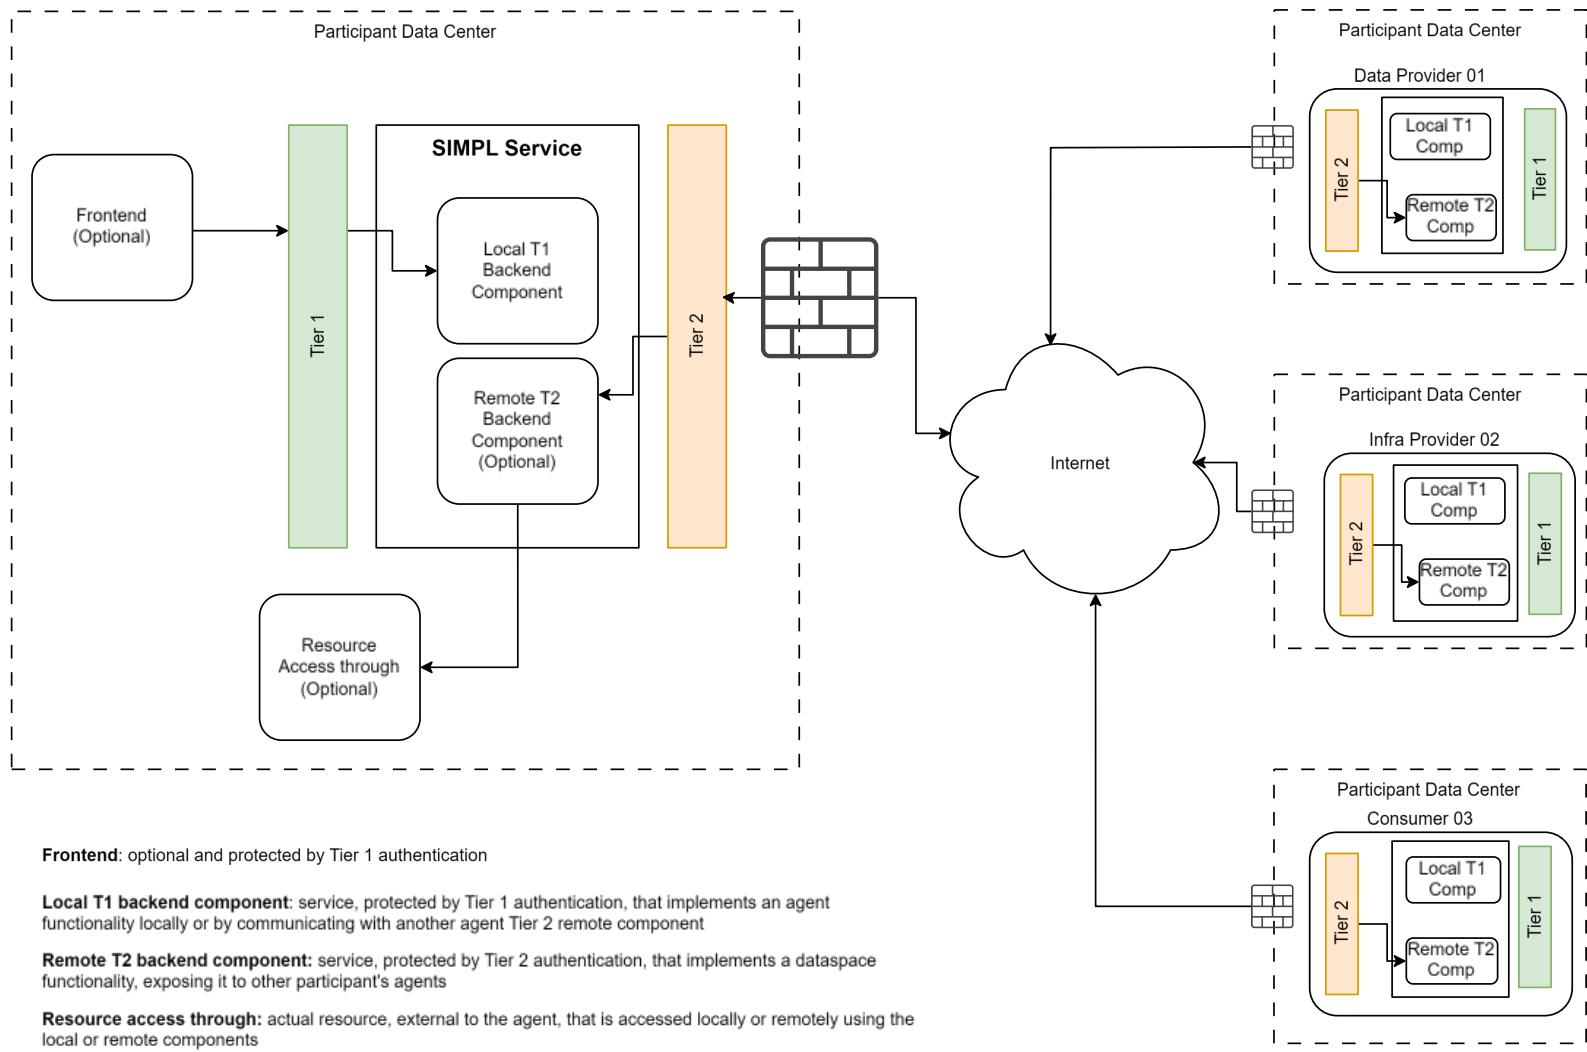 Participant Data Center
SIMPL Service
Frontend
(Optional)
Tier 1
Local T1
Backend
Component
Remote T2
Backend
Component
(Optional)
Tier 2
Resource
Access through
(Optional)
Internet
Participant Data Center
Data Provider 01
Tier 2
Local T1
Comp
Remote T2
Comp
Tier 1
Participant Data Center
Infra Provider 02
Tier 2
Local T1
Comp
Remote T2
Comp
Tier 1
Participant Data Center
Consumer 03
Tier 2
Local T1
Comp
Remote T2
Comp
Tier 1
Frontend: optional and protected by Tier 1 authentication
Local T1 backend component: service, protected by Tier 1 authentication, that implements an agent
functionality locally or by communicating with another agent Tier 2 remote component
Remote T2 backend component: service, protected by Tier 2 authentication, that implements a dataspace
functionality, exposing it to other participant's agents
Resource access through: actual resource, external to the agent, that is accessed locally or remotely using the
local or remote components